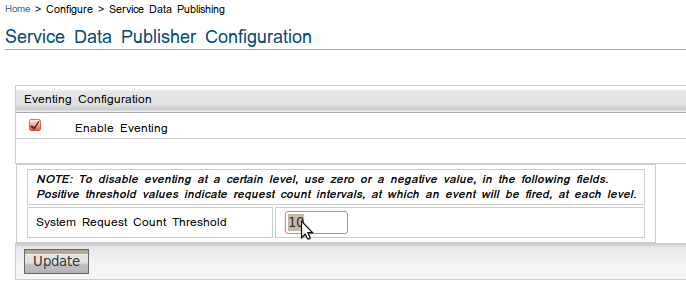 Home > Configure > Service Data Publishing
Service Data Publisher Configuration
Eventing Configuration
Enable Eventing
NOTE: To disable eventing at a certain level, use zero or a negative value, in the following fields.
Positive threshold values indicate request count intervals, at which an event will be fired, at each level.
System Request Count Threshold
10
Update